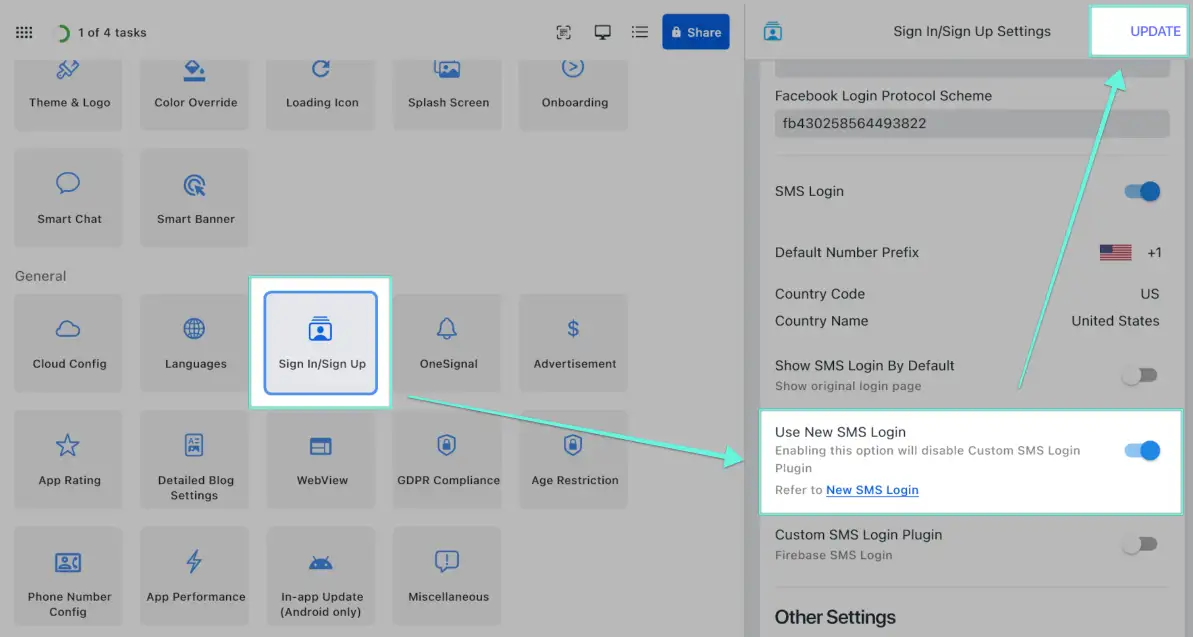 1 of 4 tasks
Share
Sign In/Sign Up Settings
UPDATE
Theme & Logo
Color Override
Loading Icon
Splash Screen
Onboarding
Smart Chat
Smart Banner
General
Cloud Config
Languages
Sign In/Sign Up
OneSignal
Advertisement
App Rating
Detailed Blog
Settings
WebView
GDPR Compliance
Age Restriction
Phone Number
Config
App Performance
In-app Update
(Android only)
Miscellaneous
Facebook Login Protocol Scheme
fb430258564493822
SMS Login
Default Number Prefix
+1
Country Code
US
Country Name
United States
Show SMS Login By Default
Show original login page
Use New SMS Login
Enabling this option will disable Custom SMS Login
Plugin
Refer to New SMS Login
Custom SMS Login Plugin
Firebase SMS Login
Other Settings